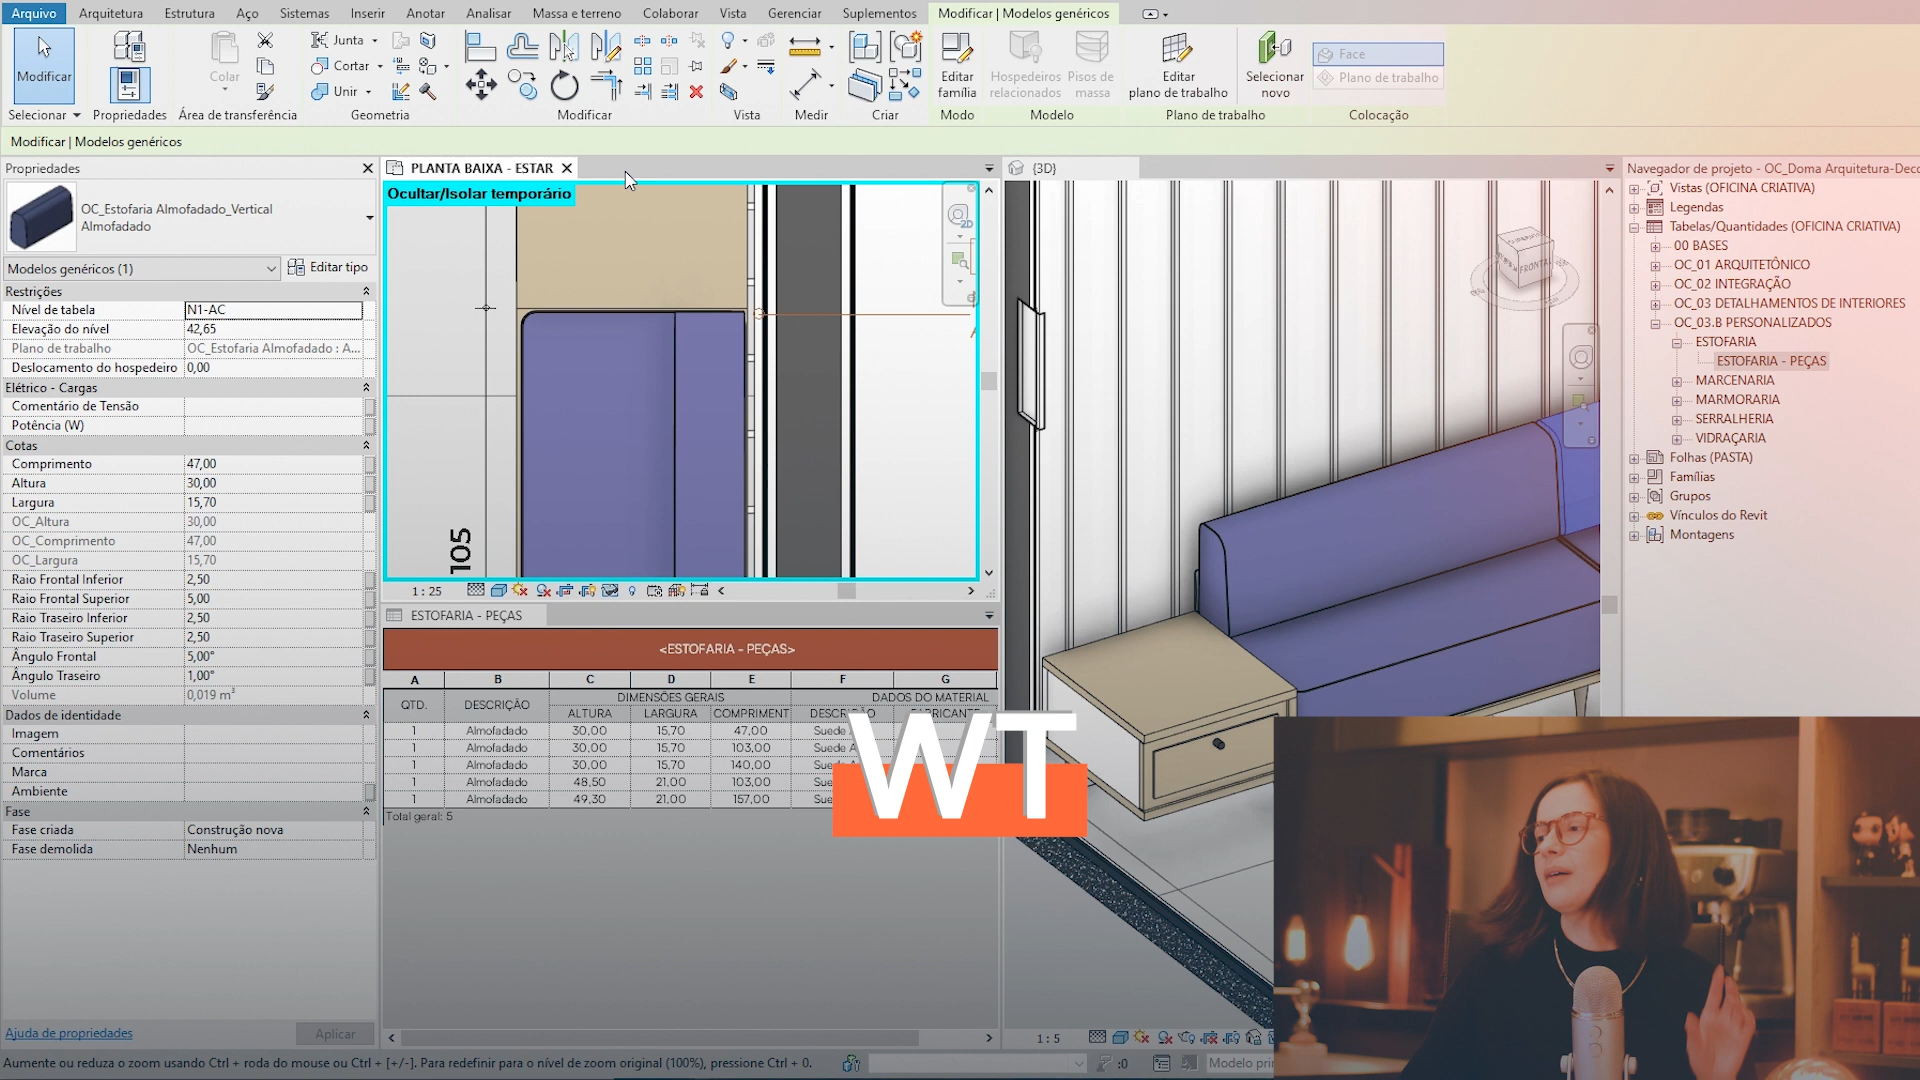 Arquivo Arquitetura Estrutura Aço Sistemas Inserir Anotar Analisar Massa e terreno Colaborar Vista Gerenciar Suplementos Modificar | Modelos genéricos
Modificar
Colar
Junta
Cortar
Unir
Editar família
Hospedeiros relacionados
Pisos de massa
Editar plano de trabalho
Selecionar novo
Face
Plano de trabalho
Selecionar Propriedades Área de transferência Geometria Modificar Vista Medir Criar Modo Modelo Plano de trabalho Colocação
Modificar | Modelos genéricos
Propriedades
OC_Estofaria Almofadado_Vertical
Almofadado
Modelos genéricos (1) Editar tipo
Restrições
Nível de tabela N1-AC
Elevação do nível 42,65
Plano de trabalho OC_Estofaria Almofadado : A...
Deslocamento do hospedeiro 0,00
Elétrico - Cargas
Comentário de Tensão
Potência (W)
Cotas
Comprimento 47,00
Altura 30,00
Largura 15,70
OC_Altura 30,00
OC_Comprimento 47,00
OC_Largura 15,70
Raio Frontal Inferior 2,50
Raio Frontal Superior 5,00
Raio Traseiro Inferior 2,50
Raio Traseiro Superior 2,50
Ângulo Frontal 5,00°
Ângulo Traseiro 1,00°
Volume 0,019 m³
Dados de identidade
Imagem
Comentários
Marca
Ambiente
Fase
Fase criada Construção nova
Fase demolida Nenhum
Ajuda de propriedades Aplicar
PLANTA BAIXA - ESTAR
Ocultar/Isolar temporário
2D
105
1 : 25
ESTOFARIA - PEÇAS
<ESTOFARIA - PEÇAS>
A B C D E F G
QTD. DESCRIÇÃO DIMENSÕES GERAIS DADOS DO MATERIAL
ALTURA LARGURA COMPRIMENT
1 Almofadado 30,00 15,70 47,00 Suede
1 Almofadado 30,00 15,70 103,00 Suede A
1 Almofadado 30,00 15,70 140,00
1 Almofadado 48,50 21,00 103,00
1 Almofadado 49,30 21,00 157,00
Total geral: 5
WT
{3D}
FRONTAL
1 : 5
Navegador de projeto - OC_Doma Arquitetura-Deco
Vistas (OFICINA CRIATIVA)
Legendas
Tabelas/Quantidades (OFICINA CRIATIVA)
00 BASES
OC_01 ARQUITETÔNICO
OC_02 INTEGRAÇÃO
OC_03 DETALHAMENTOS DE INTERIORES
OC_03.B PERSONALIZADOS
ESTOFARIA
ESTOFARIA - PEÇAS
MARCENARIA
MARMORARIA
SERRALHERIA
VIDRAÇARIA
Folhas (PASTA)
Famílias
Grupos
Vínculos do Revit
Montagens
Aumente ou reduza o zoom usando Ctrl + roda do mouse ou Ctrl + [+/-]. Para redefinir para o nível de zoom original (100%), pressione Ctrl + 0. :0 Modelo prin